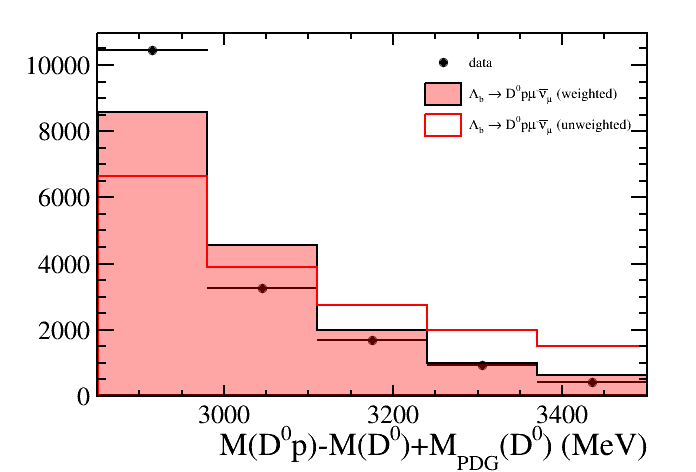 10000
8000
6000
4000
2000
0
data
Λb → D⁰pμ ν̅μ (weighted)
Λb → D⁰pμ ν̅μ (unweighted)
3000 3200 3400
M(D⁰p)-M(D⁰)+M_PDG(D⁰) (MeV)